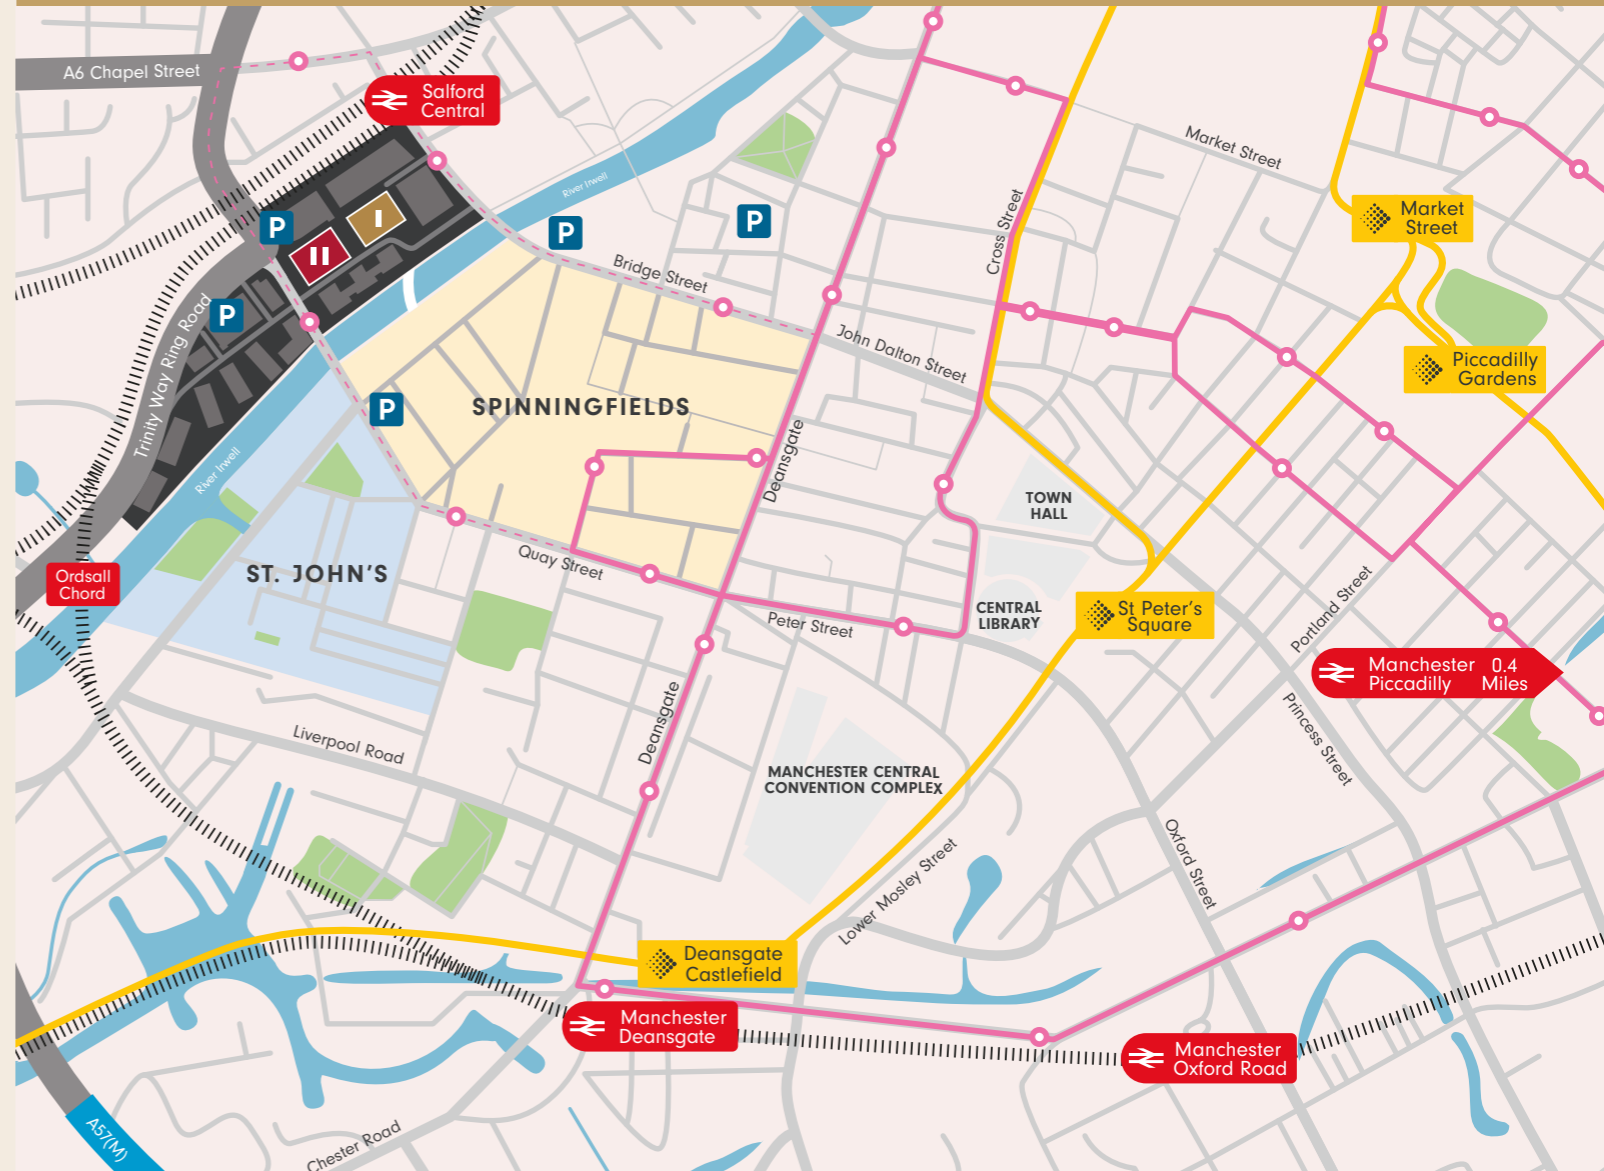 A6 Chapel Street
Salford
Central
Market Street
River Irwell
Market
Street
P
P
P
I
II
Cross Street
Bridge Street
P
Trinity Way Ring Road
John Dalton Street
Piccadilly
Gardens
P
SPINNINGFIELDS
Deansgate
River Irwell
TOWN
HALL
Quay Street
ST. JOHN'S
Ordsall
Chord
CENTRAL
LIBRARY
St Peter's
Square
Peter Street
Portland Street
Manchester
Piccadilly
0.4
Miles
Deansgate
Princess Street
Liverpool Road
MANCHESTER CENTRAL
CONVENTION COMPLEX
Oxford Street
Lower Mosley Street
Deansgate
Castlefield
Manchester
Deansgate
Manchester
Oxford Road
A57(M)
Chester Road